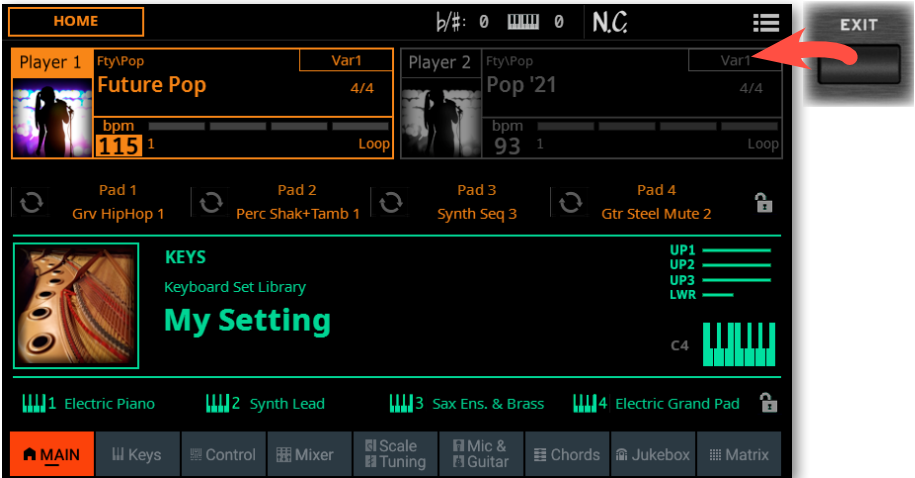 HOME
♭/♯: 0 0 N.C.
EXIT
Player 1 Fty\Pop Var1
Future Pop 4/4
bpm
115 1 Loop
Player 2 Fty\Pop Var1
Pop '21 4/4
bpm
93 1 Loop
Pad 1
Grv HipHop 1
Pad 2
Perc Shak+Tamb 1
Pad 3
Synth Seq 3
Pad 4
Gtr Steel Mute 2
KEYS
Keyboard Set Library
My Setting
UP1
UP2
UP3
LWR
C4
1 Electric Piano
2 Synth Lead
3 Sax Ens. & Brass
4 Electric Grand Pad
MAIN
Keys
Control
Mixer
Scale
Tuning
Mic &
Guitar
Chords
Jukebox
Matrix